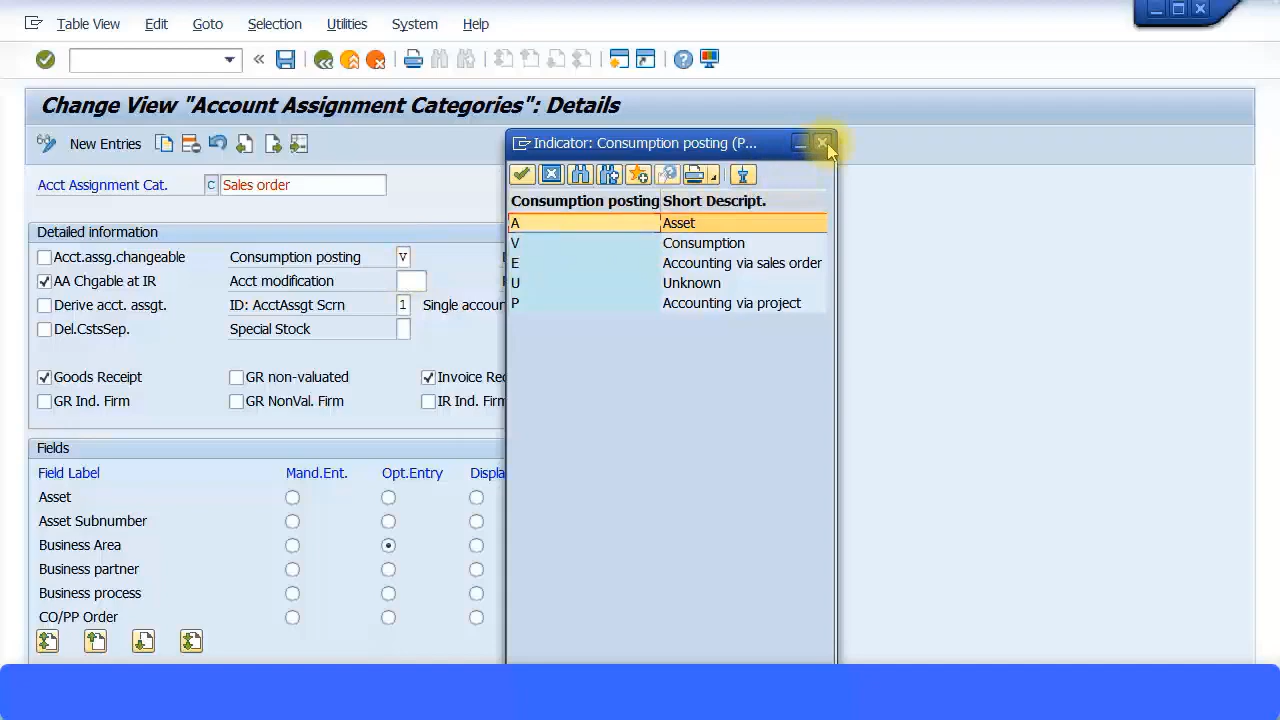 Table View Edit Goto Selection Utilities System Help
Change View "Account Assignment Categories": Details
New Entries
Indicator: Consumption posting (P...
Acct Assignment Cat. C Sales order
Consumption posting Short Descript.
A Asset
V Consumption
E Accounting via sales order
U Unknown
P Accounting via project
Detailed information
Acct.assg.changeable Consumption posting V
AA Chgable at IR Acct modification
Derive acct. assgt. ID: AcctAssgt Scrn 1 Single accour
Del.CstsSep. Special Stock
Goods Receipt GR non-valuated Invoice Rec
GR Ind. Firm GR NonVal. Firm IR Ind. Firm
Fields
Field Label Mand.Ent. Opt.Entry Displa
Asset
Asset Subnumber
Business Area
Business partner
Business process
CO/PP Order